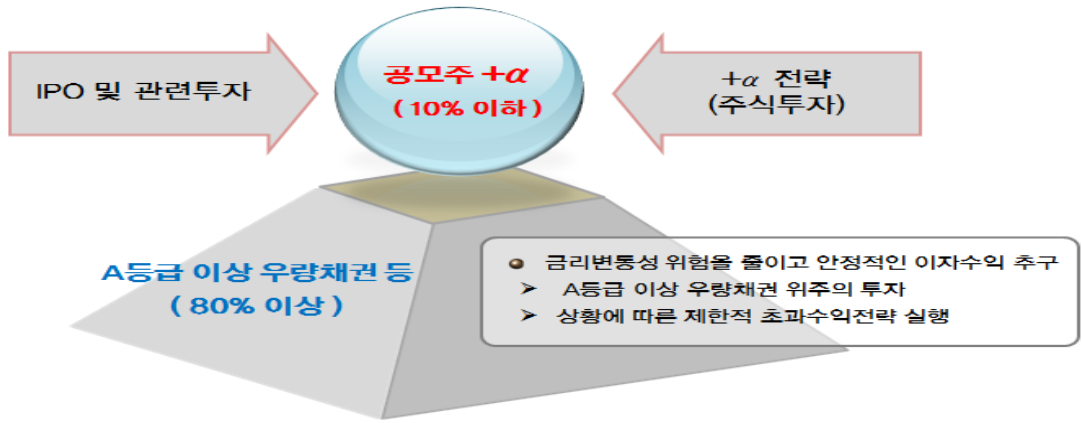 IPO 및 관련투자
공모주 +α
( 10% 이하 )
+α 전략
(주식투자)
A등급 이상 우량채권 등
( 80% 이상 )
● 금리변동성 위험을 줄이고 안정적인 이자수익 추구
➢ A등급 이상 우량채권 위주의 투자
➢ 상황에 따른 제한적 초과수익전략 실행